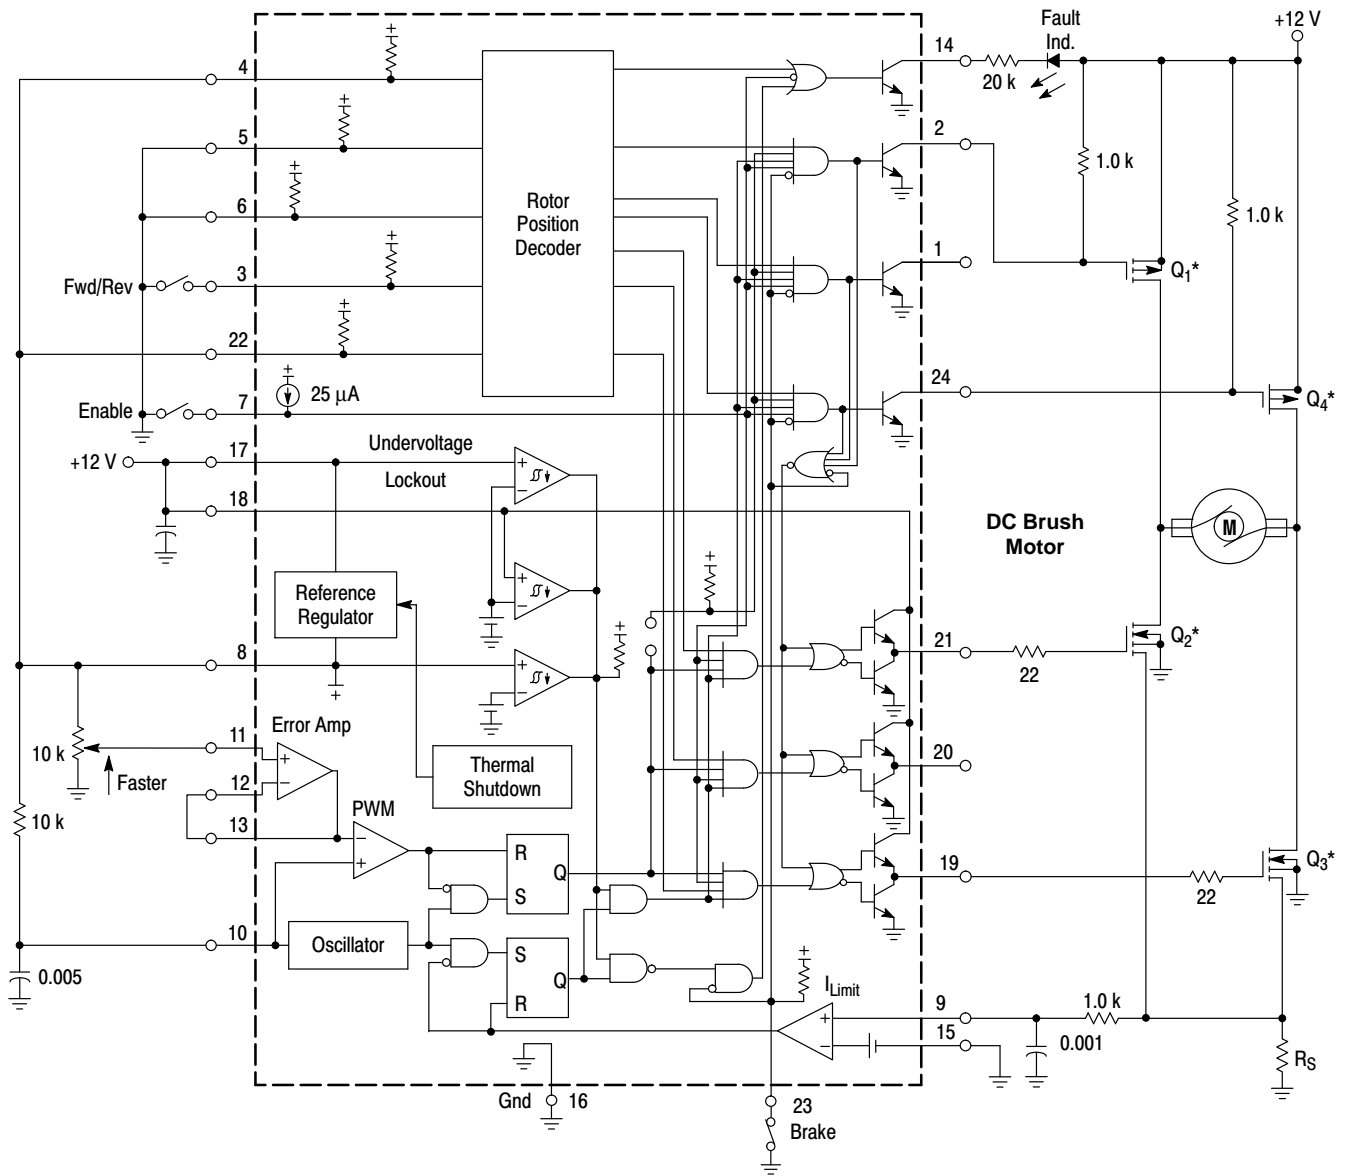 Fault
Ind.
+12 V
4
14
20 k
5
2
1.0 k
6
Rotor
Position
Decoder
1.0 k
Fwd/Rev
3
1
Q1*
22
Enable
7
25 µA
24
Q4*
+12 V
17
Undervoltage
Lockout
18
DC Brush
Motor
M
Reference
Regulator
8
21
22
Q2*
10 k
Faster
11
Error Amp
12
13
Thermal
Shutdown
20
10 k
PWM
R
Q
S
19
22
Q3*
10
Oscillator
S
Q
R
0.005
ILimit
9
1.0 k
15
0.001
RS
Gnd
16
23
Brake